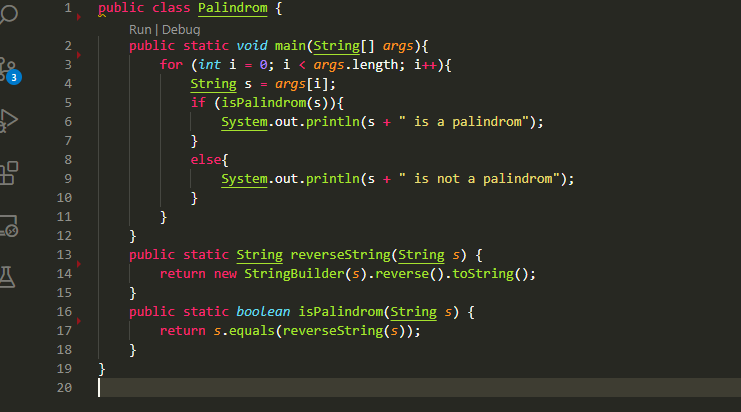 1 public class Palindrom {
Run | Debug
2 public static void main(String[] args){
3 for (int i = 0; i < args.length; i++){
4 String s = args[i];
5 if (isPalindrom(s)){
6 System.out.println(s + " is a palindrom");
7 }
8 else{
9 System.out.println(s + " is not a palindrom");
10 }
11 }
12 }
13 public static String reverseString(String s) {
14 return new StringBuilder(s).reverse().toString();
15 }
16 public static boolean isPalindrom(String s) {
17 return s.equals(reverseString(s));
18 }
19 }
20
3